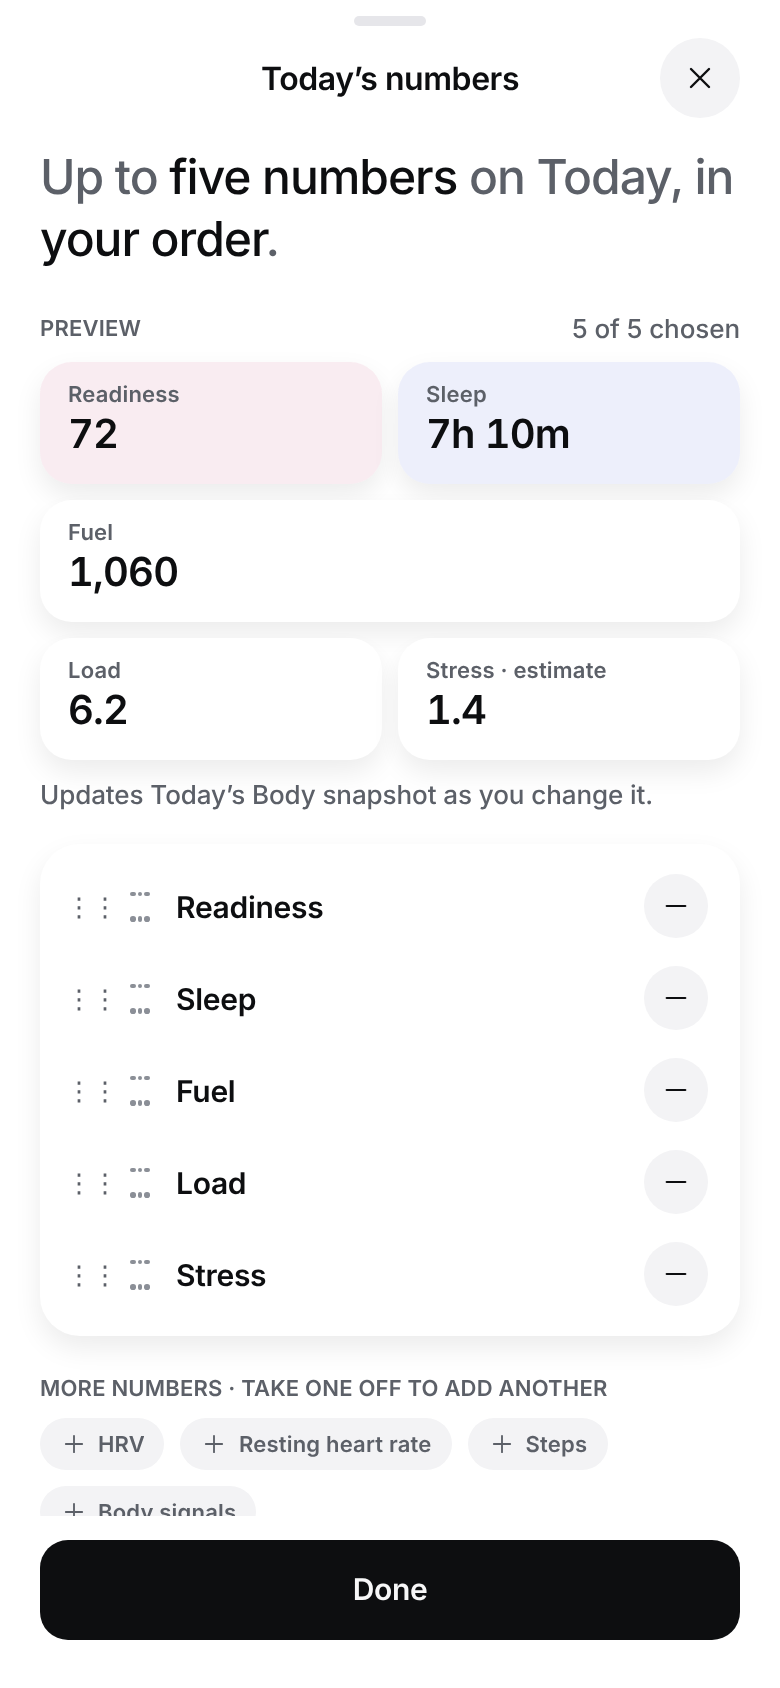 Today’s numbers
Up to five numbers on Today, in
your order.
PREVIEW
5 of 5 chosen
Readiness
72
Sleep
7h 10m
Fuel
1,060
Load
6.2
Stress · estimate
1.4
Updates Today’s Body snapshot as you change it.
Readiness
Sleep
Fuel
Load
Stress
MORE NUMBERS · TAKE ONE OFF TO ADD ANOTHER
HRV
Resting heart rate
Steps
Body signals
Done